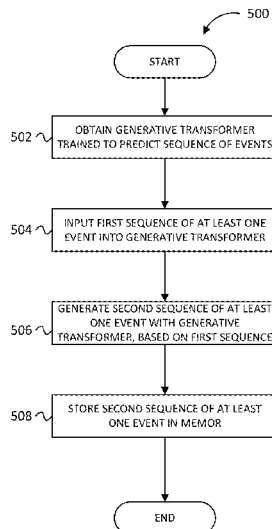 500
START
502
OBTAIN GENERATIVE TRANSFORMER
TRAINED TO PREDICT SEQUENCE OF EVENTS
504
INPUT FIRST SEQUENCE OF AT LEAST ONE
EVENT INTO GENERATIVE TRANSFORMER
506
GENERATE SECOND SEQUENCE OF AT LEAST
ONE EVENT WITH GENERATIVE
TRANSFORMER, BASED ON FIRST SEQUENCE
508
STORE SECOND SEQUENCE OF AT LEAST
ONE EVENT IN MEMOR
END